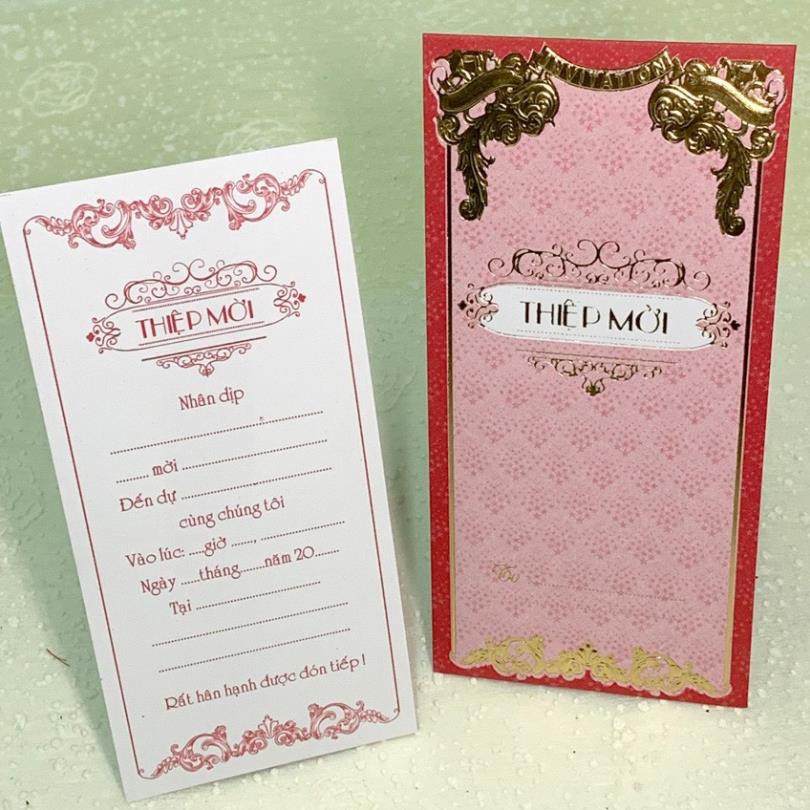 THIỆP MỜI
Nhân dịp
..............................................................
.......... mời ............................................
Đến dự ..............................................
cùng chúng tôi
Vào lúc: .....giờ ......., .........................
Ngày ......tháng........năm 20........
Tại .....................................
..........................................................
..........................................................
Rất hân hạnh được đón tiếp !
INVITATION
THIỆP MỜI
To ..........................................